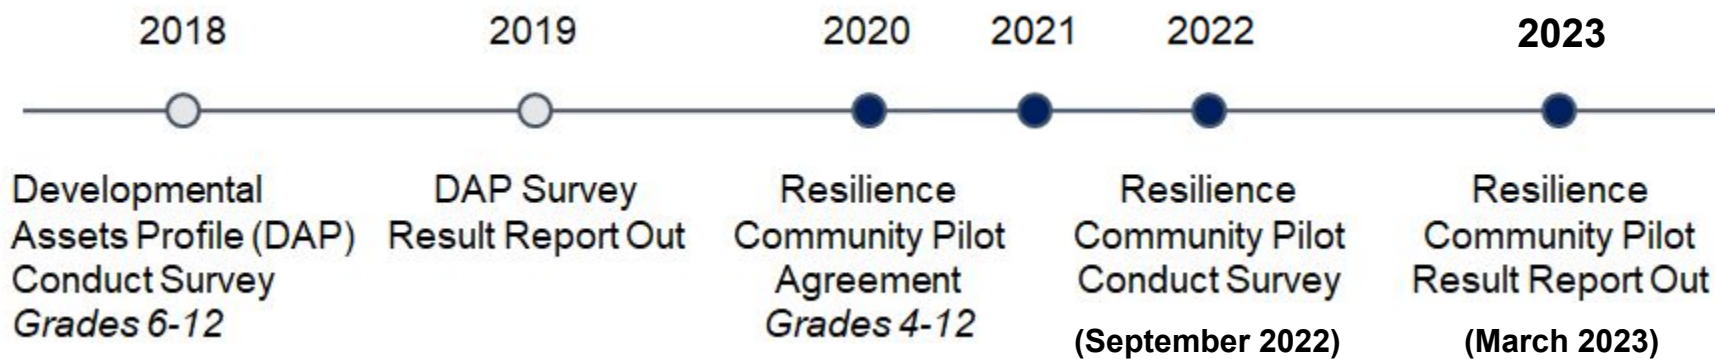 2018
2019
2020
2021
2022
2023
Developmental
Assets Profile (DAP)
Conduct Survey
Grades 6-12
DAP Survey
Result Report Out
Resilience
Community Pilot
Agreement
Grades 4-12
Resilience
Community Pilot
Conduct Survey
(September 2022)
Resilience
Community Pilot
Result Report Out
(March 2023)